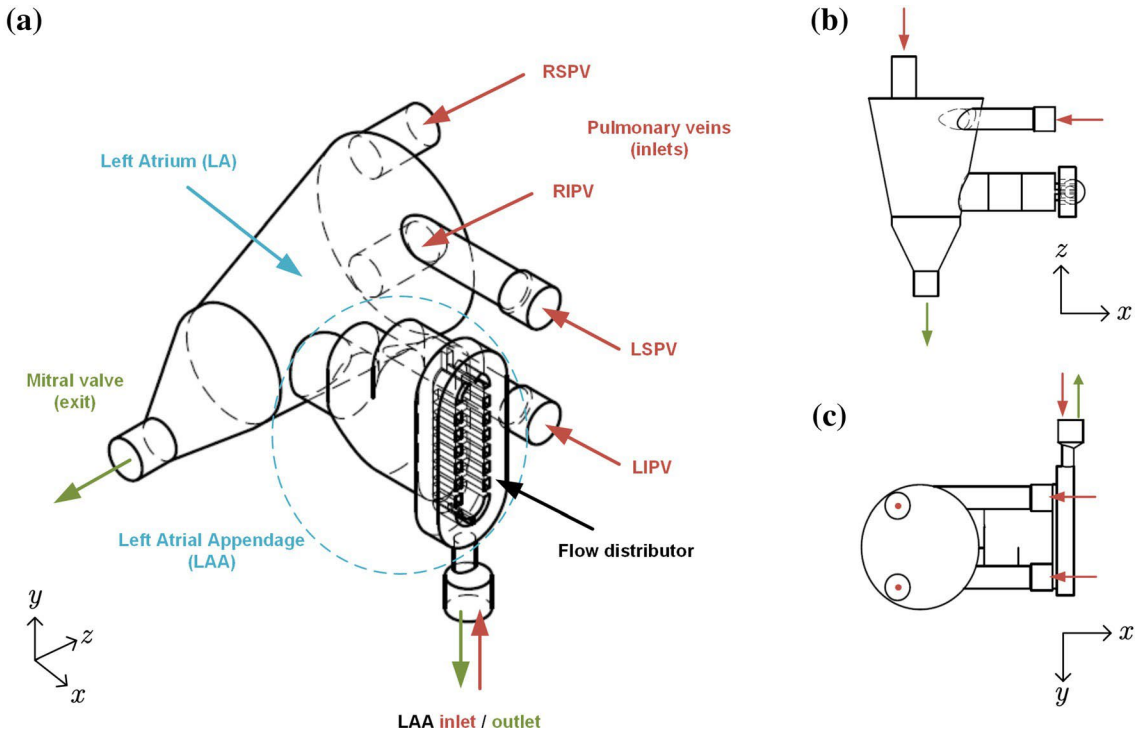 (a)
RSPV
Pulmonary veins
(inlets)
Left Atrium (LA)
RIPV
LSPV
Mitral valve
(exit)
LIPV
Left Atrial Appendage
(LAA)
Flow distributor
y
z
x
LAA inlet / outlet
(b)
z
x
(c)
x
y